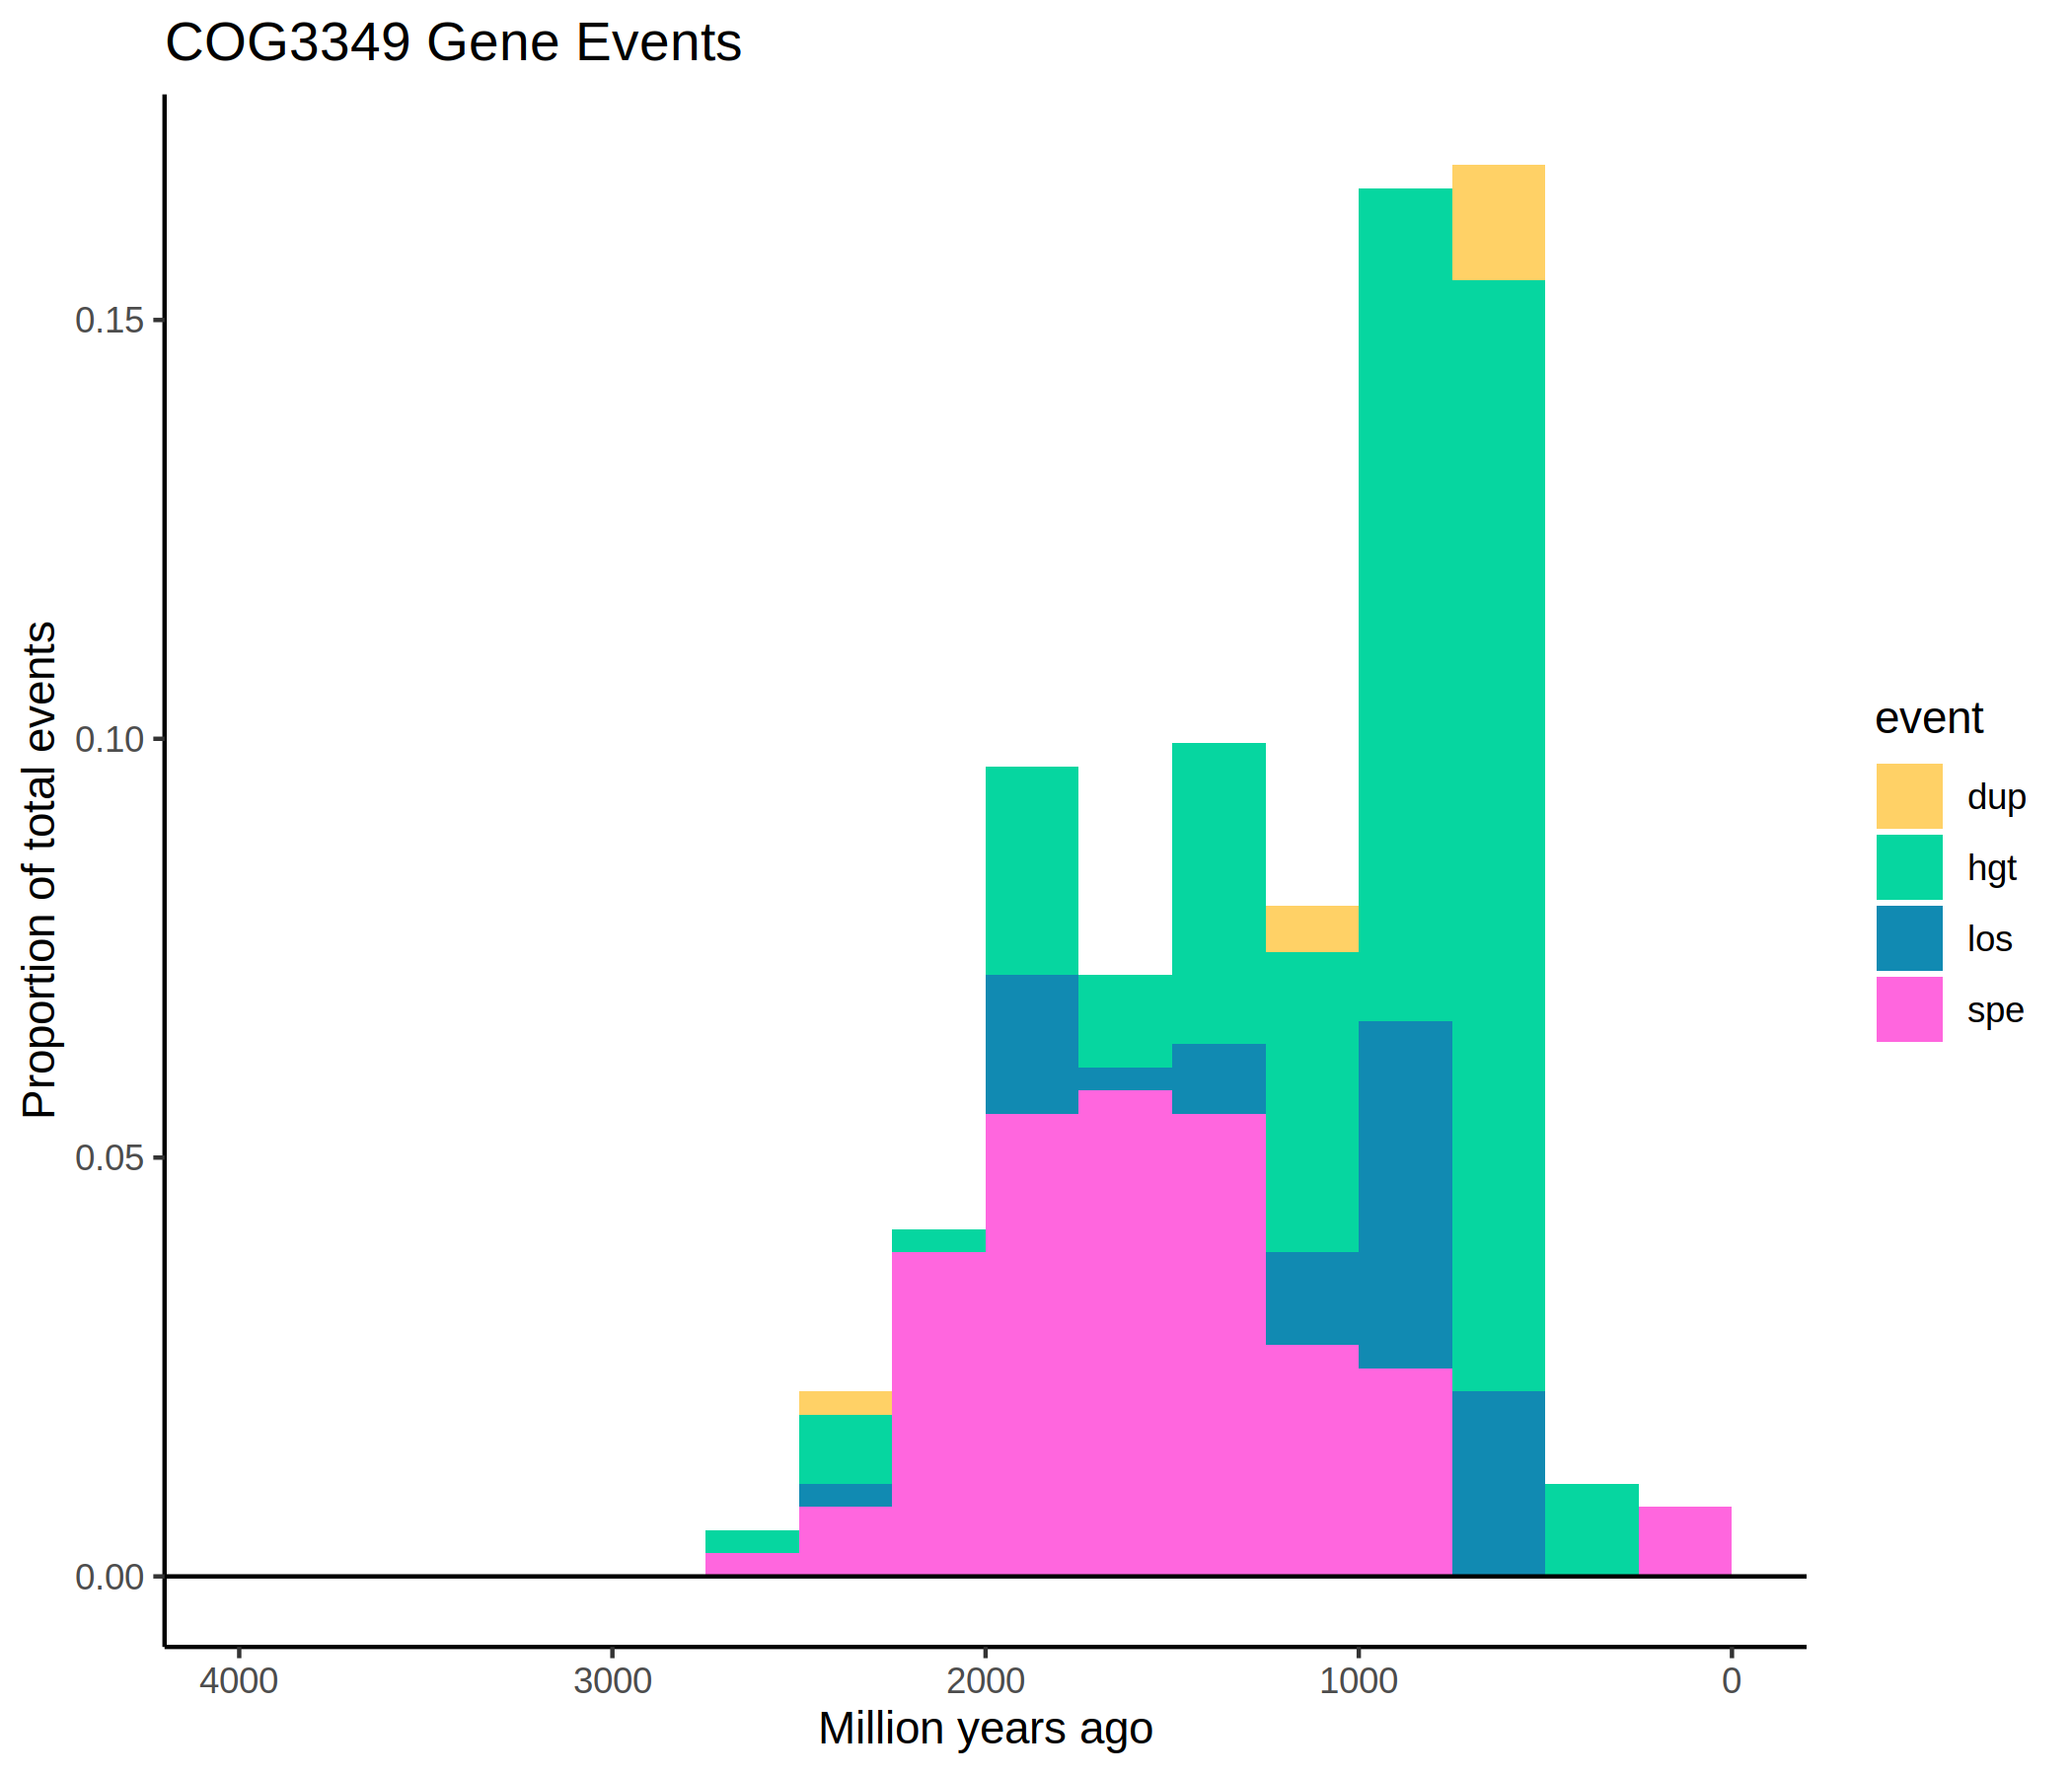 COG3349 Gene Events
Proportion of total events
0.15
0.10
0.05
0.00
4000 3000 2000 1000 0
Million years ago
event
dup
hgt
los
spe